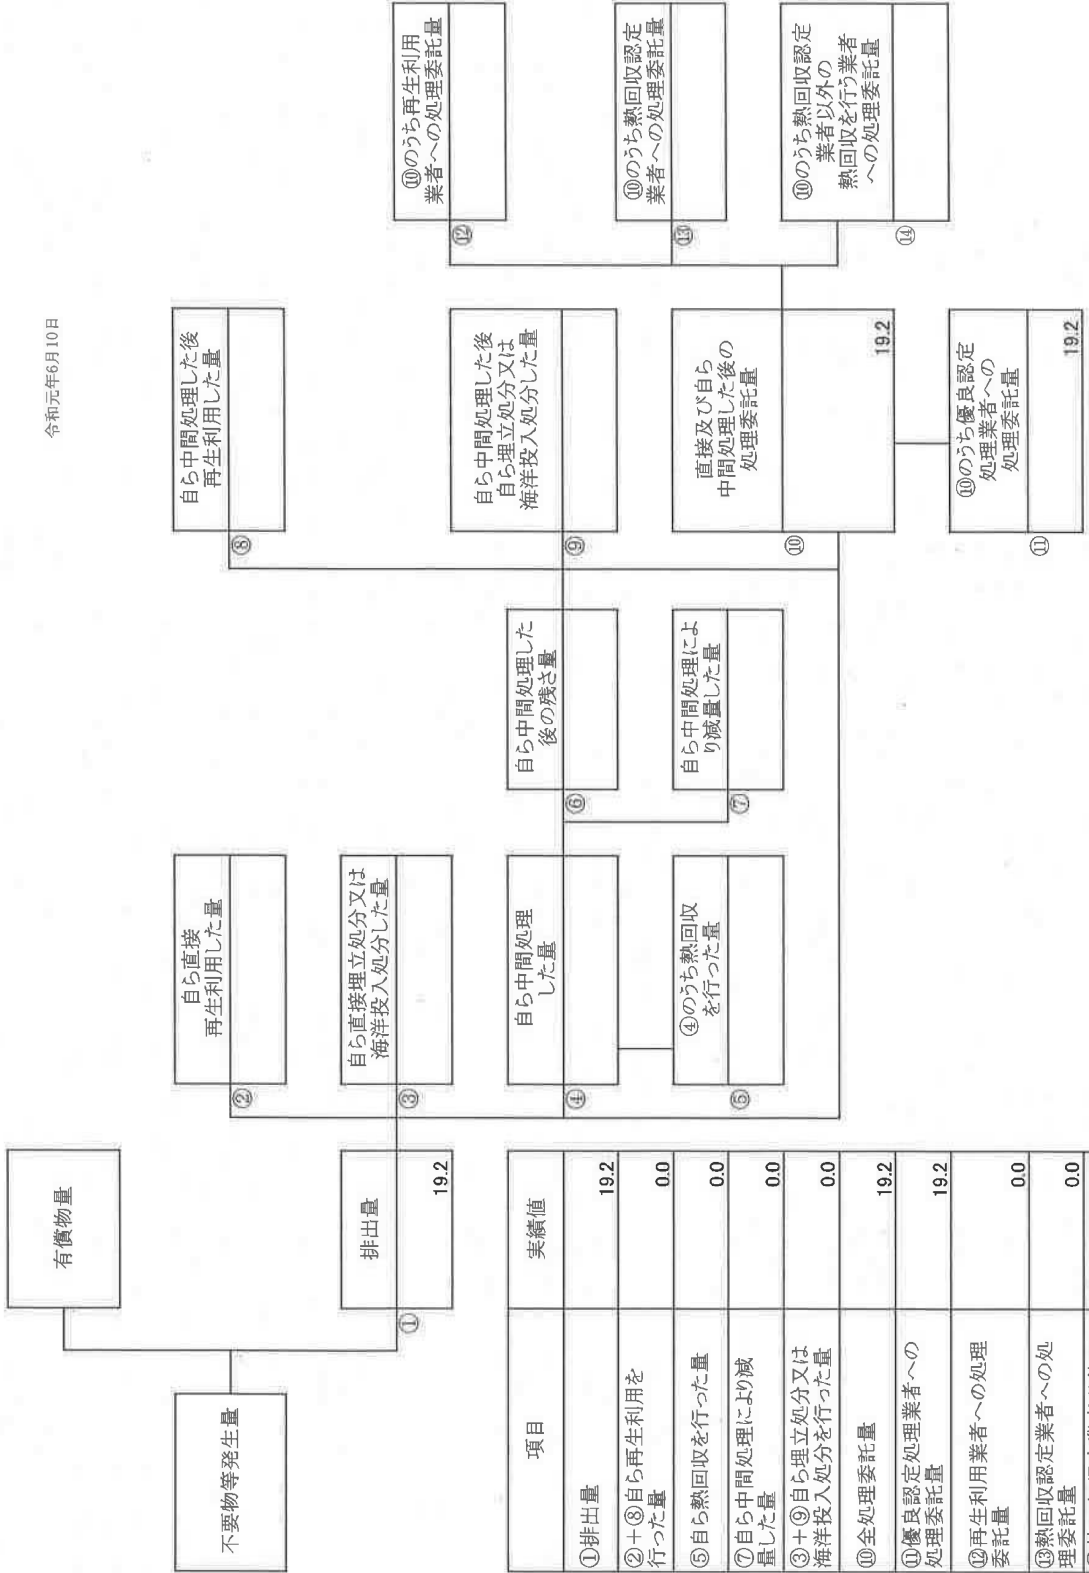 令和元年6月10日
不要物等発生量
有償物量
①
排出量
19.2
②
自ら直接
再生利用した量
③
自ら直接埋立処分又は
海洋投入処分した量
④
自ら中間処理
した量
⑤
④のうち熱回収
を行った量
⑥
自ら中間処理した
後の残さ量
⑦
自ら中間処理によ
り減量した量
⑧
自ら中間処理した後
再生利用した量
⑨
自ら中間処理した後
自ら埋立処分又は
海洋投入処分した量
⑩
直接及び自ら
中間処理した後の
処理委託量
19.2
⑪
⑩のうち優良認定
処理業者への
処理委託量
19.2
⑫
⑩のうち再生利用
業者への処理委託量
⑬
⑩のうち熱回収認定
業者への処理委託量
⑭
⑩のうち熱回収認定
業者以外の
熱回収を行う業者
への処理委託量
項目
実績値
①排出量
19.2
②+⑧自ら再生利用を
行った量
0.0
⑤自ら熱回収を行った量
0.0
⑦自ら中間処理により減
量した量
0.0
③+⑨自ら埋立処分又は
海洋投入処分を行った量
0.0
⑩全処理委託量
19.2
⑪優良認定処理業者への
処理委託量
19.2
⑫再生利用業者への処理
委託量
0.0
⑬熱回収認定業者への処
理委託量
0.0